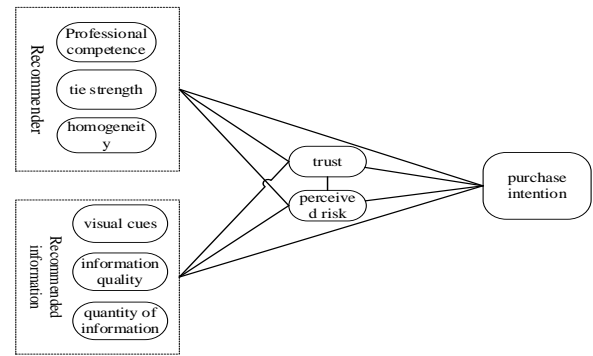 Recommender
Professional
competence
tie strength
homogeneit
y
trust
perceive
d risk
purchase
intention
Recommended
information
visual cues
information
quality
quantity of
information